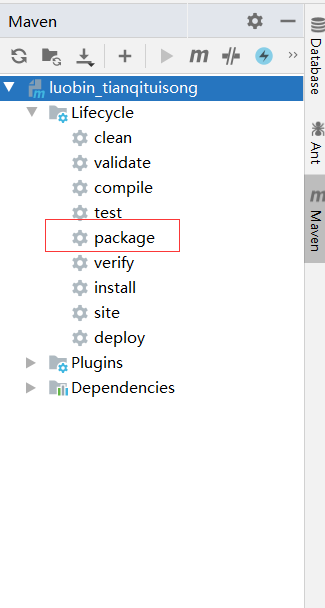 Maven
luobin_tianqituisong
Lifecycle
clean
validate
compile
test
package
verify
install
site
deploy
Plugins
Dependencies
Database
Ant
Maven